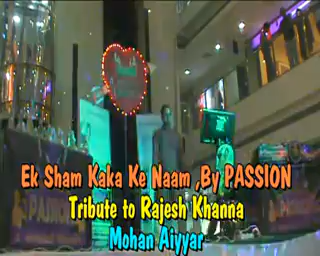 Ek Sham Kaka Ke Naam ,By PASSION
Tribute to Rajesh Khanna
Mohan Aiyyar